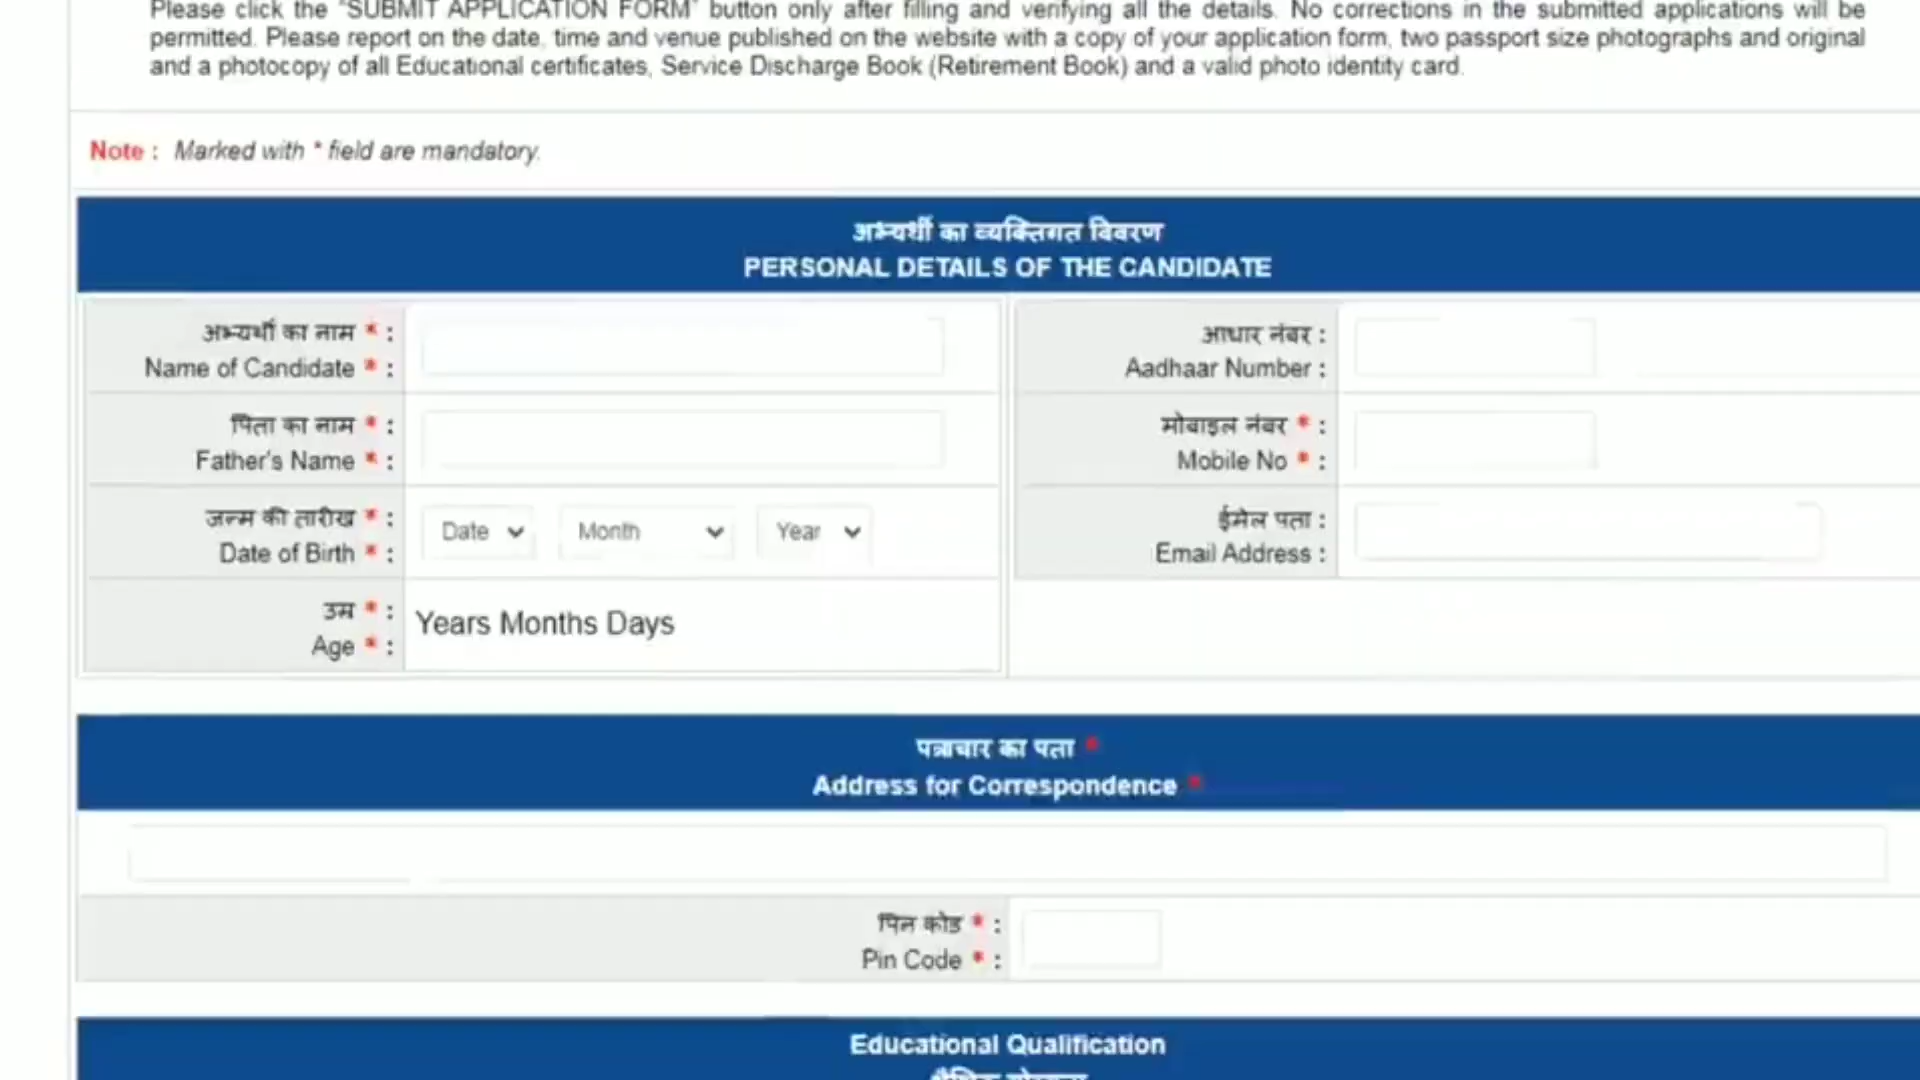 Please click the "SUBMIT APPLICATION FORM" button only after filling and verifying all the details. No corrections in the submitted applications will be
permitted. Please report on the date, time and venue published on the website with a copy of your application form, two passport size photographs and original
and a photocopy of all Educational certificates, Service Discharge Book (Retirement Book) and a valid photo identity card.
Note : Marked with * field are mandatory.
अभ्यर्थी का व्यक्तिगत विवरण
PERSONAL DETAILS OF THE CANDIDATE
अभ्यर्थी का नाम * :
Name of Candidate * :
आधार नंबर :
Aadhaar Number :
पिता का नाम * :
Father's Name * :
मोबाइल नंबर * :
Mobile No * :
जन्म की तारीख * :
Date of Birth * :
Date Month Year
ईमेल पता :
Email Address :
उम्र * :
Age * :
Years Months Days
पत्राचार का पता *
Address for Correspondence *
पिन कोड * :
Pin Code * :
Educational Qualification